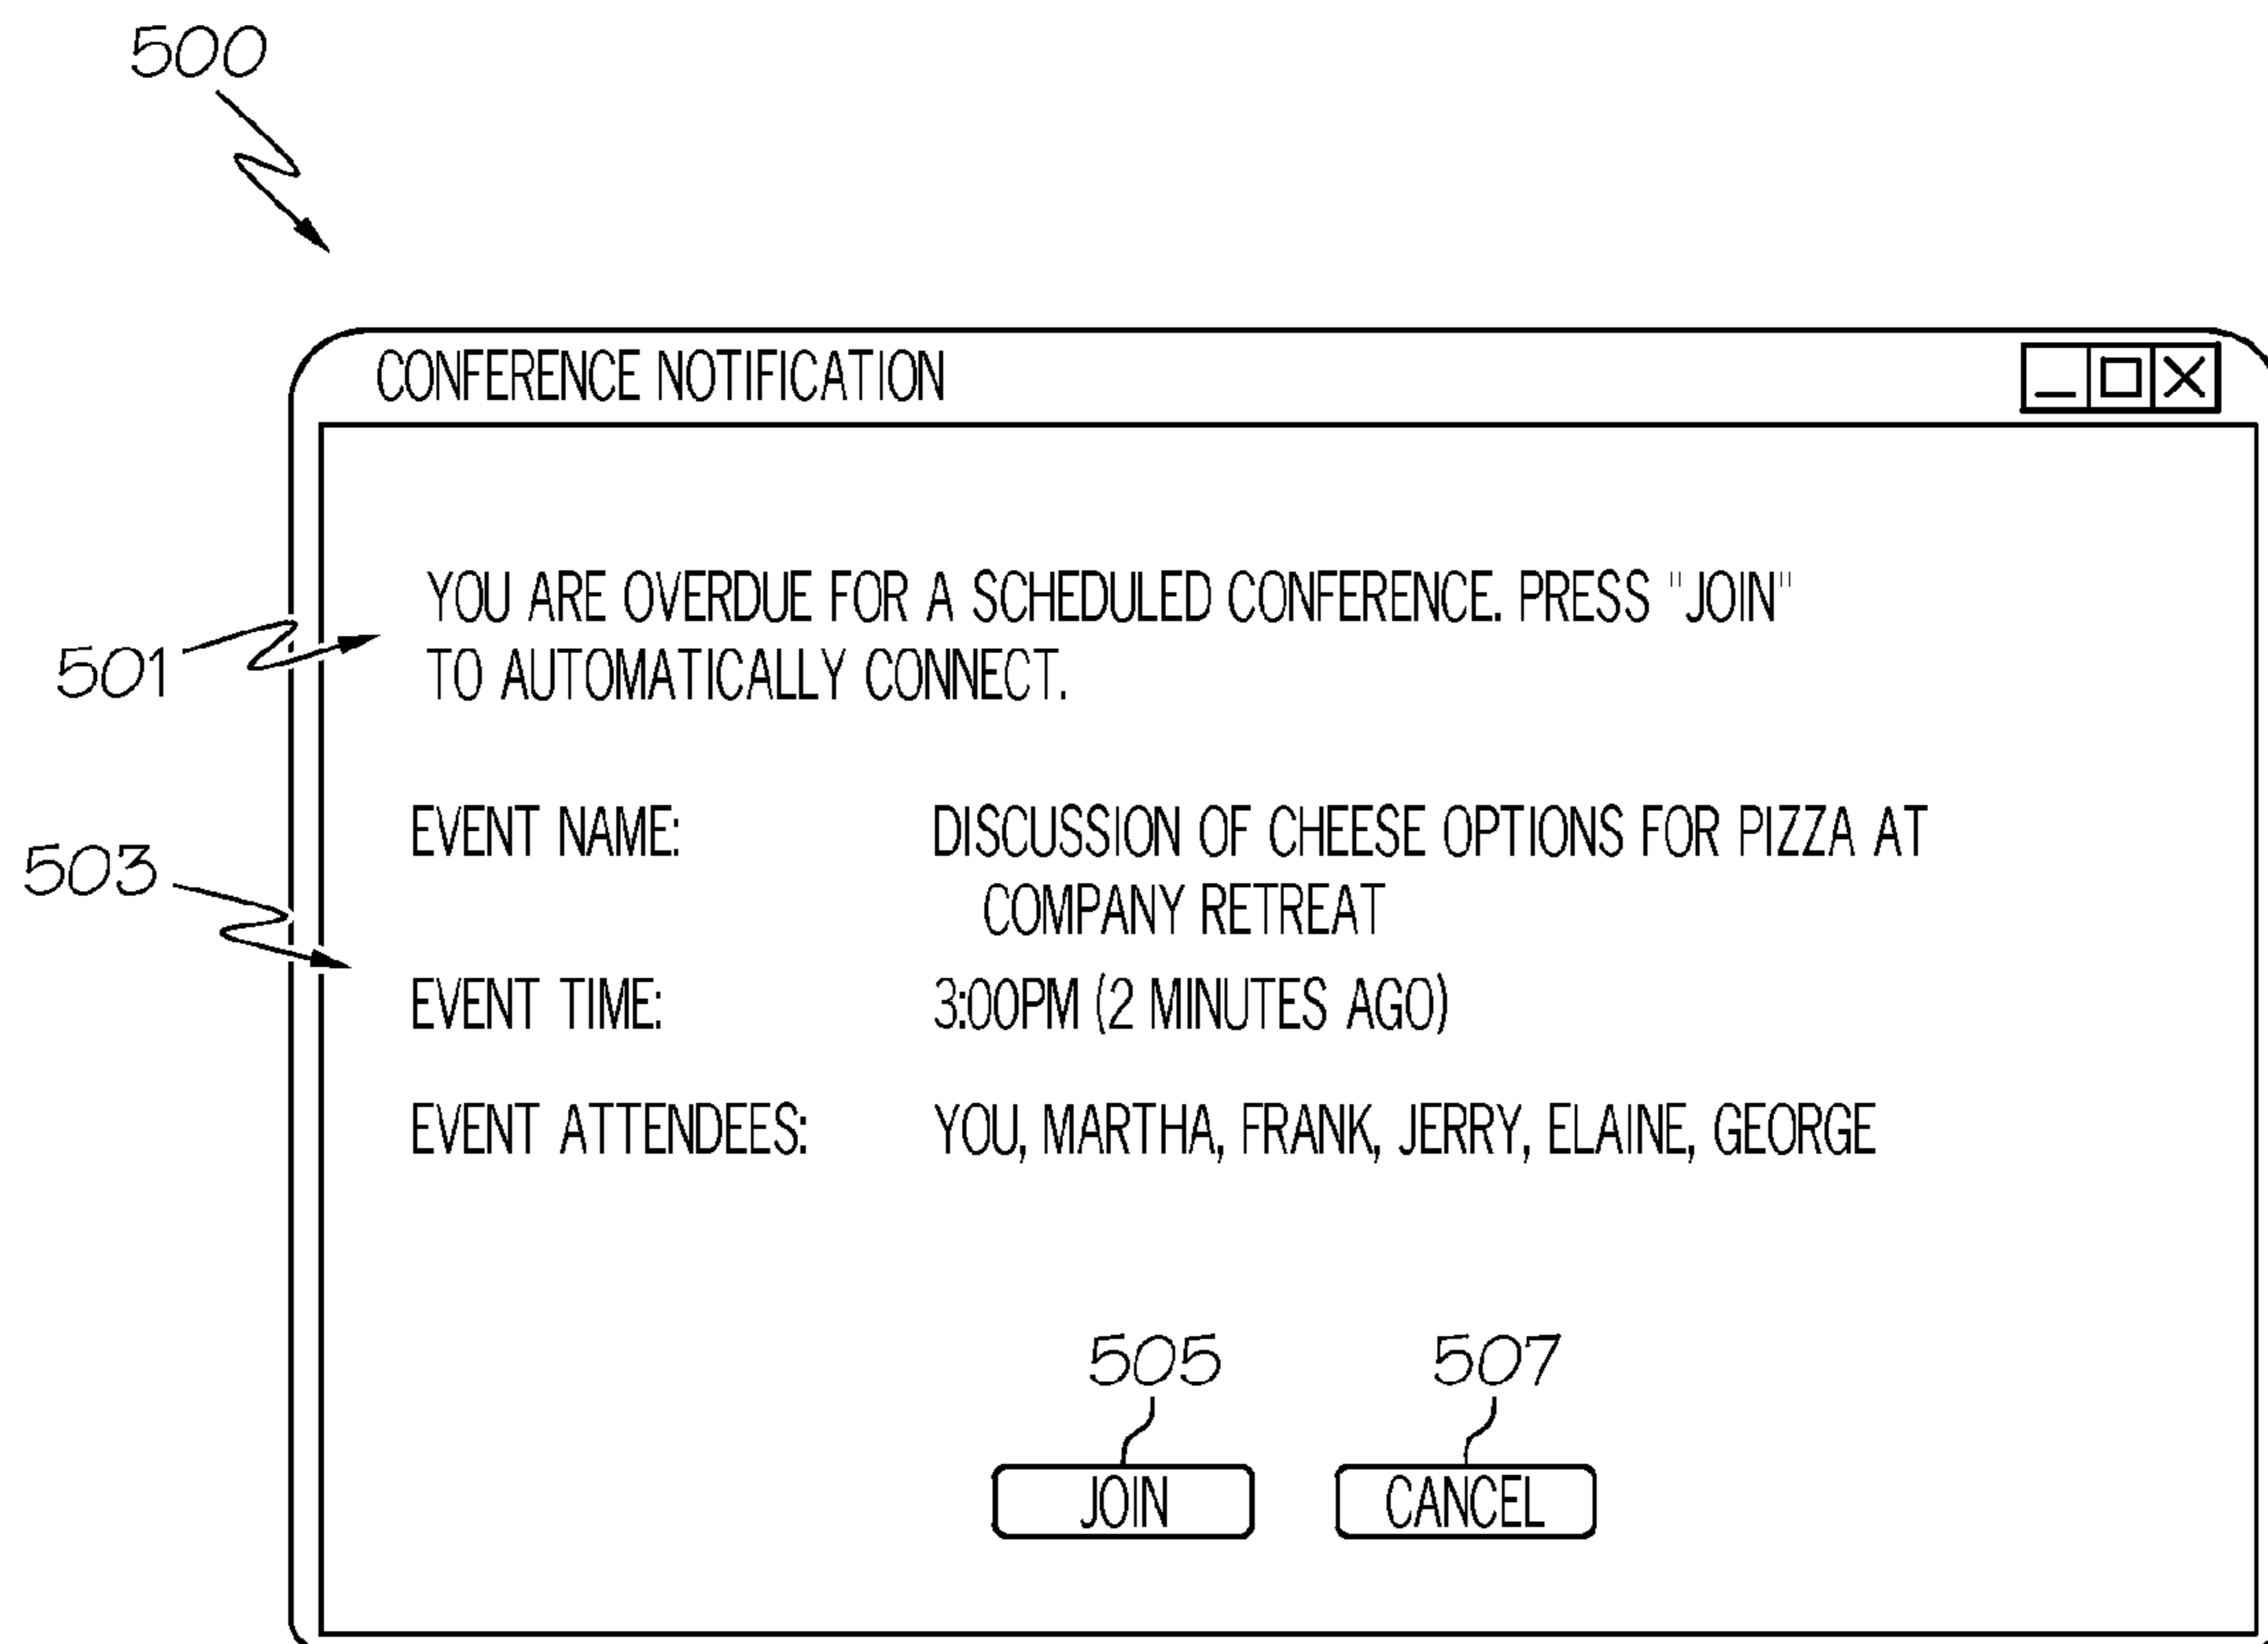 500
CONFERENCE NOTIFICATION
501
YOU ARE OVERDUE FOR A SCHEDULED CONFERENCE. PRESS "JOIN"
TO AUTOMATICALLY CONNECT.
503
EVENT NAME: DISCUSSION OF CHEESE OPTIONS FOR PIZZA AT
COMPANY RETREAT
EVENT TIME: 3:00PM (2 MINUTES AGO)
EVENT ATTENDEES: YOU, MARTHA, FRANK, JERRY, ELAINE, GEORGE
505 507
JOIN CANCEL